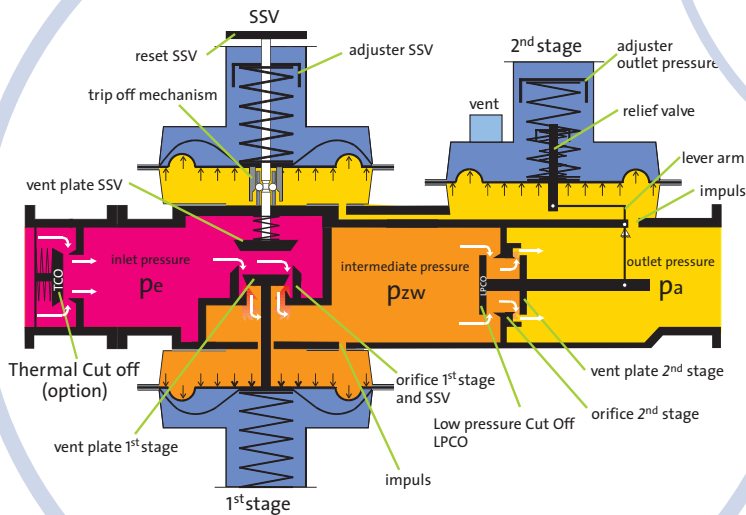 SSV
reset SSV
adjuster SSV
trip off mechanism
vent plate SSV
2nd stage
adjuster
outlet pressure
vent
relief valve
lever arm
impuls
TCO
inlet pressure
pe
intermediate pressure
pzw
LPCO
outlet pressure
pa
Thermal Cut off
(option)
vent plate 1st stage
orifice 1st stage
and SSV
Low pressure Cut Off
LPCO
vent plate 2nd stage
orifice 2nd stage
impuls
1st stage